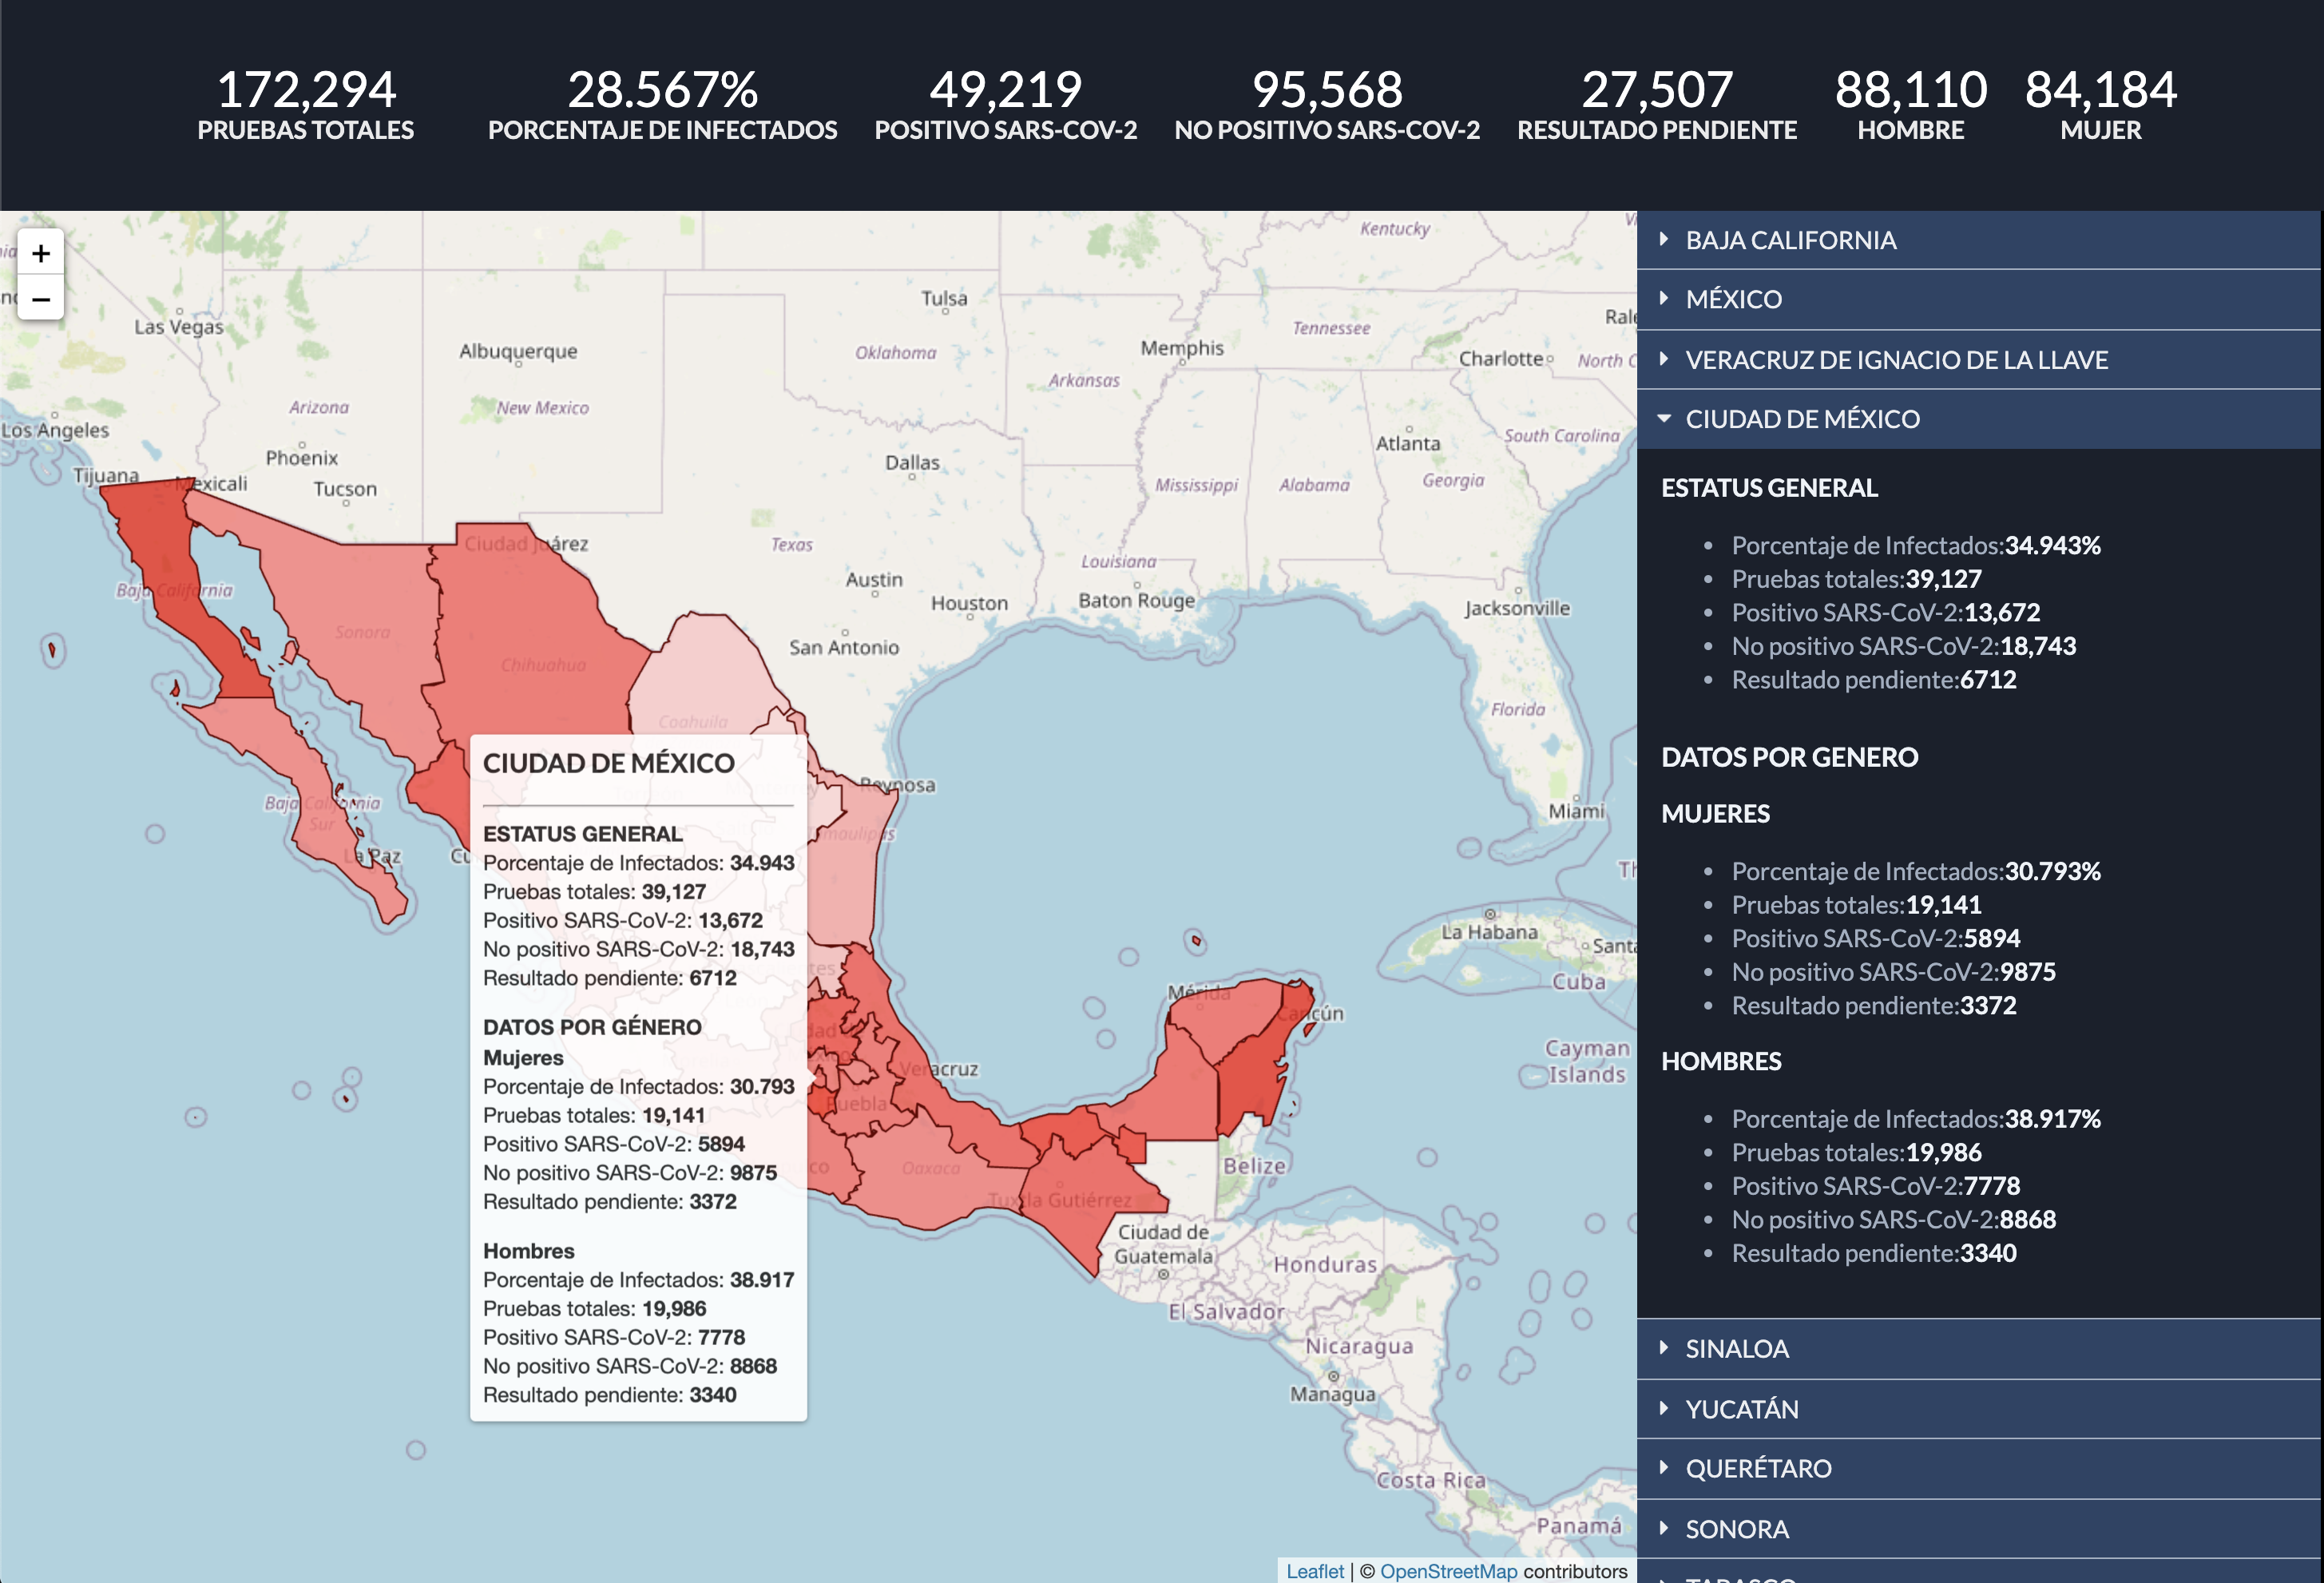 172,294
PRUEBAS TOTALES
28.567%
PORCENTAJE DE INFECTADOS
49,219
POSITIVO SARS-COV-2
95,568
NO POSITIVO SARS-COV-2
27,507
RESULTADO PENDIENTE
88,110
HOMBRE
84,184
MUJER
+
−
Las Vegas
Albuquerque
Tulsa
Oklahoma
Arkansas
Memphis
Kentucky
Tennessee
Charlotte
North C
Arizona
New Mexico
Los Angeles
Phoenix
Tucson
Tijuana
Mexicali
Dallas
Mississippi
Alabama
Atlanta
Georgia
South Carolina
Ciudad Juárez
Texas
Louisiana
Austin
Houston
Baton Rouge
Jacksonville
San Antonio
Baja California
Sonora
Chihuahua
Coahuila
Florida
Miami
Reynosa
Baja California
Sur
La Paz
La Habana
Cuba
Mérida
Cancún
Cayman
Islands
Veracruz
Puebla
Oaxaca
Tuxtla Gutiérrez
Belize
Ciudad de
Guatemala
Honduras
El Salvador
Nicaragua
Managua
Costa Rica
Panamá
CIUDAD DE MÉXICO
ESTATUS GENERAL
Porcentaje de Infectados: 34.943
Pruebas totales: 39,127
Positivo SARS-CoV-2: 13,672
No positivo SARS-CoV-2: 18,743
Resultado pendiente: 6712
DATOS POR GÉNERO
Mujeres
Porcentaje de Infectados: 30.793
Pruebas totales: 19,141
Positivo SARS-CoV-2: 5894
No positivo SARS-CoV-2: 9875
Resultado pendiente: 3372
Hombres
Porcentaje de Infectados: 38.917
Pruebas totales: 19,986
Positivo SARS-CoV-2: 7778
No positivo SARS-CoV-2: 8868
Resultado pendiente: 3340
Leaflet | © OpenStreetMap contributors
BAJA CALIFORNIA
MÉXICO
VERACRUZ DE IGNACIO DE LA LLAVE
CIUDAD DE MÉXICO
ESTATUS GENERAL
• Porcentaje de Infectados:34.943%
• Pruebas totales:39,127
• Positivo SARS-CoV-2:13,672
• No positivo SARS-CoV-2:18,743
• Resultado pendiente:6712
DATOS POR GENERO
MUJERES
• Porcentaje de Infectados:30.793%
• Pruebas totales:19,141
• Positivo SARS-CoV-2:5894
• No positivo SARS-CoV-2:9875
• Resultado pendiente:3372
HOMBRES
• Porcentaje de Infectados:38.917%
• Pruebas totales:19,986
• Positivo SARS-CoV-2:7778
• No positivo SARS-CoV-2:8868
• Resultado pendiente:3340
SINALOA
YUCATÁN
QUERÉTARO
SONORA